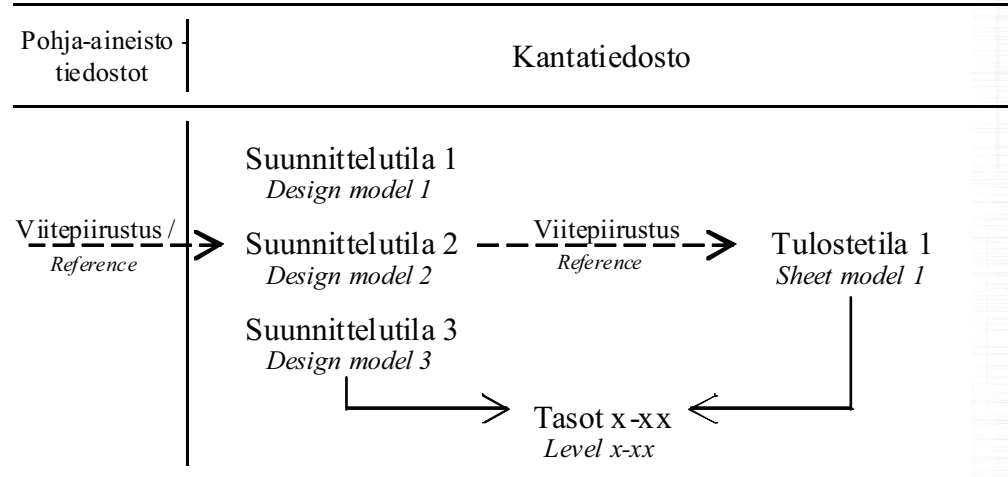 Pohja-aineisto -
tiedostot
Kantatiedosto
Suunnittelutila 1
Design model 1
Viitepiirustus /
Reference
Suunnittelutila 2
Design model 2
Viitepiirustus
Reference
Tulostetila 1
Sheet model 1
Suunnittelutila 3
Design model 3
Tasot x-xx
Level x-xx